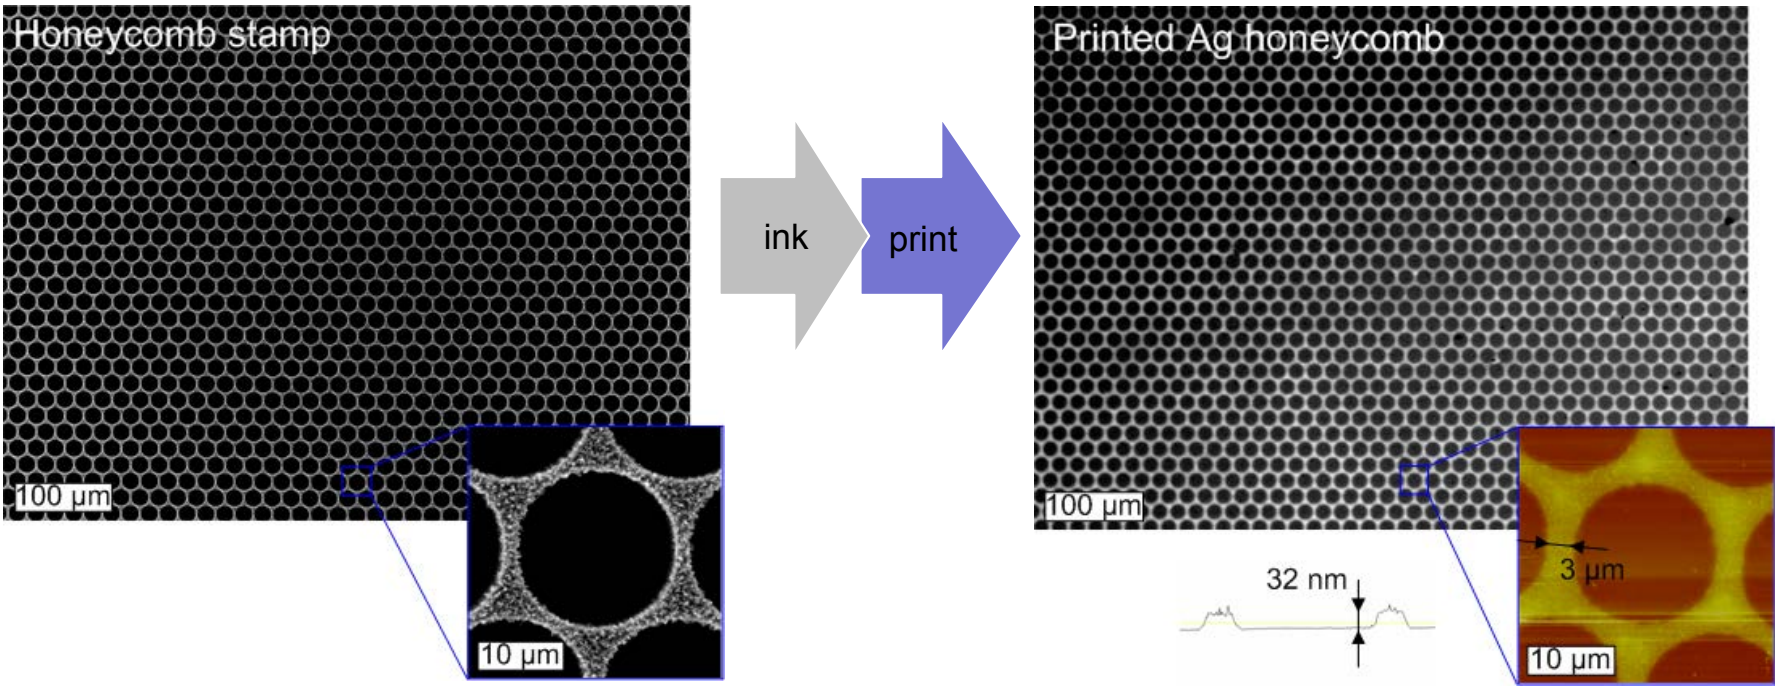 Honeycomb stamp
100 µm
10 µm
ink
print
Printed Ag honeycomb
100 µm
32 nm
3 µm
10 µm